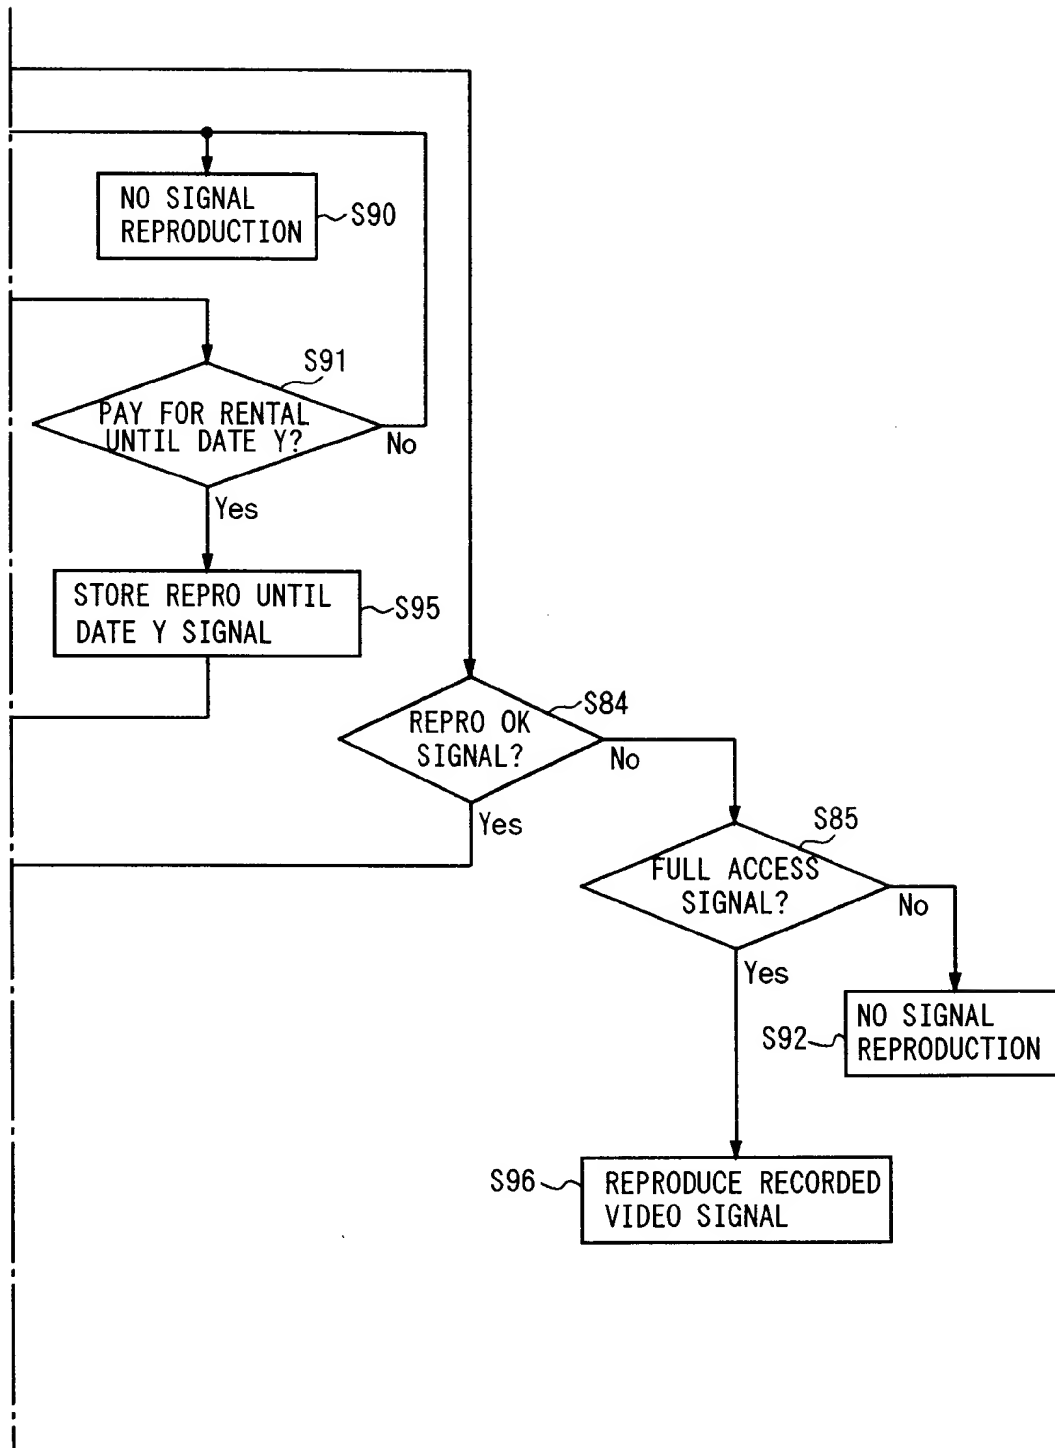 NO SIGNAL
REPRODUCTION
S90
S91
PAY FOR RENTAL
UNTIL DATE Y?
No
Yes
STORE REPRO UNTIL
DATE Y SIGNAL
S95
S84
REPRO OK
SIGNAL?
No
Yes
S85
FULL ACCESS
SIGNAL?
No
Yes
S92
NO SIGNAL
REPRODUCTION
S96
REPRODUCE RECORDED
VIDEO SIGNAL